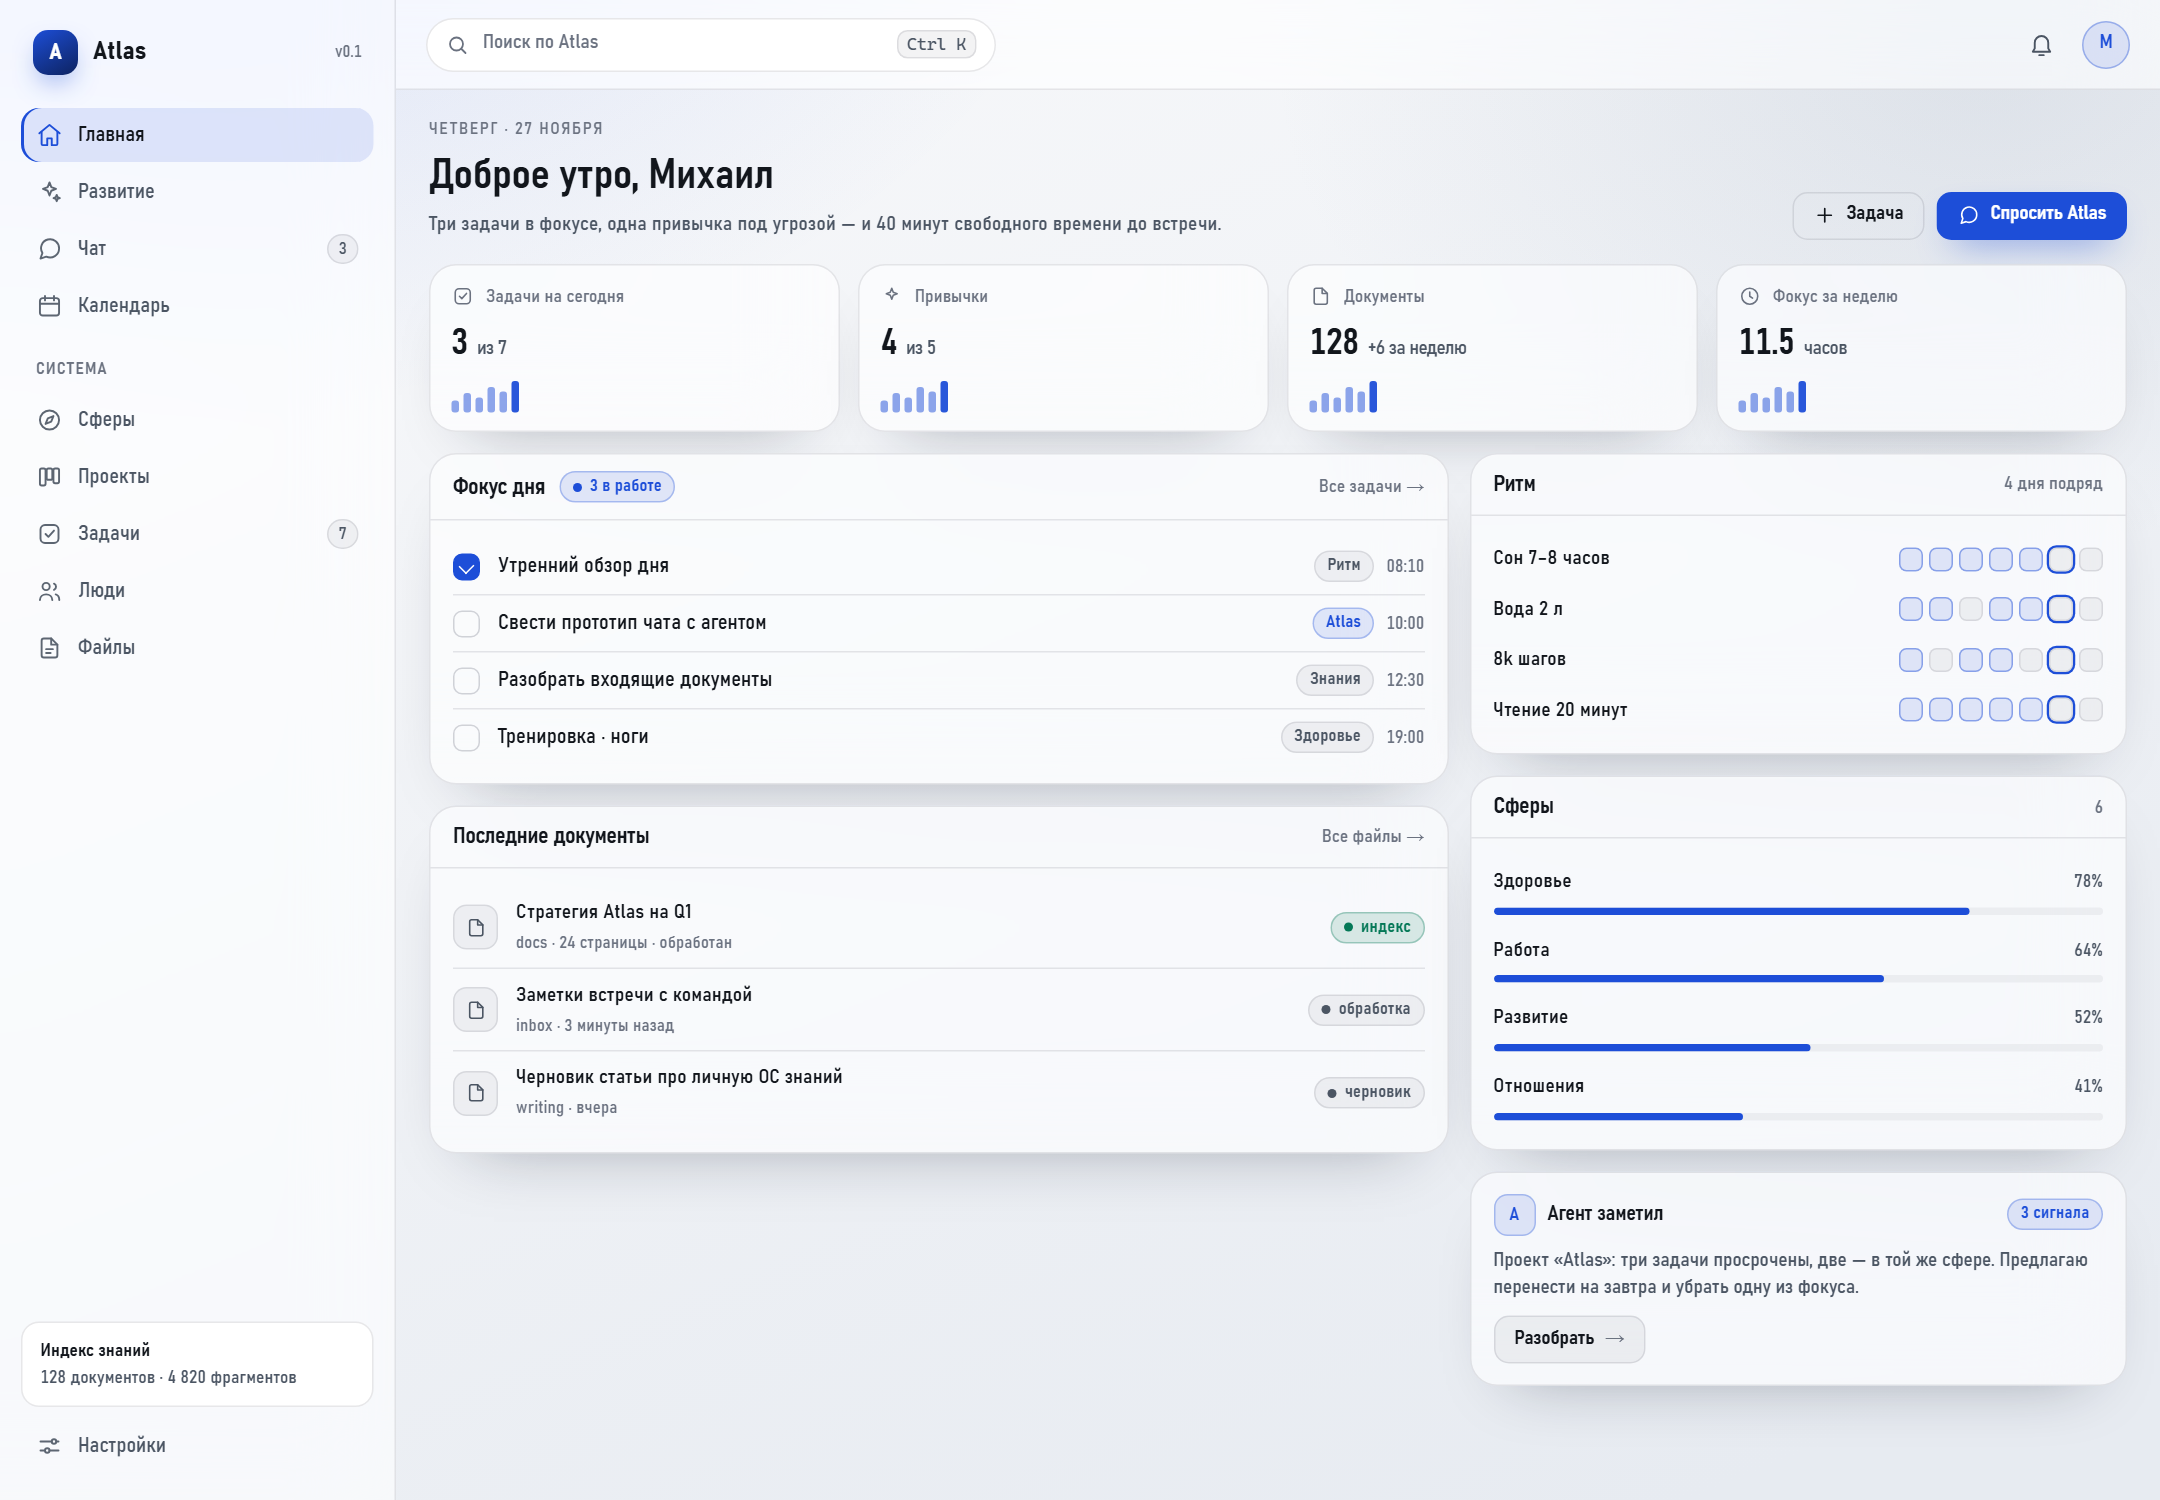 A
Atlas
v0.1
Главная
Развитие
Чат
3
Календарь
СИСТЕМА
Сферы
Проекты
Задачи
7
Люди
Файлы
Индекс знаний
128 документов · 4 820 фрагментов
Настройки
Поиск по Atlas
Ctrl K
M
ЧЕТВЕРГ · 27 НОЯБРЯ
Доброе утро, Михаил
Три задачи в фокусе, одна привычка под угрозой — и 40 минут свободного времени до встречи.
Задача
Спросить Atlas
Задачи на сегодня
3 из 7
Привычки
4 из 5
Документы
128 +6 за неделю
Фокус за неделю
11.5 часов
Фокус дня
3 в работе
Все задачи →
Утренний обзор дня
Ритм
08:10
Свести прототип чата с агентом
Atlas
10:00
Разобрать входящие документы
Знания
12:30
Тренировка · ноги
Здоровье
19:00
Последние документы
Все файлы →
Стратегия Atlas на Q1
docs · 24 страницы · обработан
индекс
Заметки встречи с командой
inbox · 3 минуты назад
обработка
Черновик статьи про личную ОС знаний
writing · вчера
черновик
Ритм
4 дня подряд
Сон 7–8 часов
Вода 2 л
8k шагов
Чтение 20 минут
Сферы
6
Здоровье
78%
Работа
64%
Развитие
52%
Отношения
41%
A
Агент заметил
3 сигнала
Проект «Atlas»: три задачи просрочены, две — в той же сфере. Предлагаю
перенести на завтра и убрать одну из фокуса.
Разобрать →